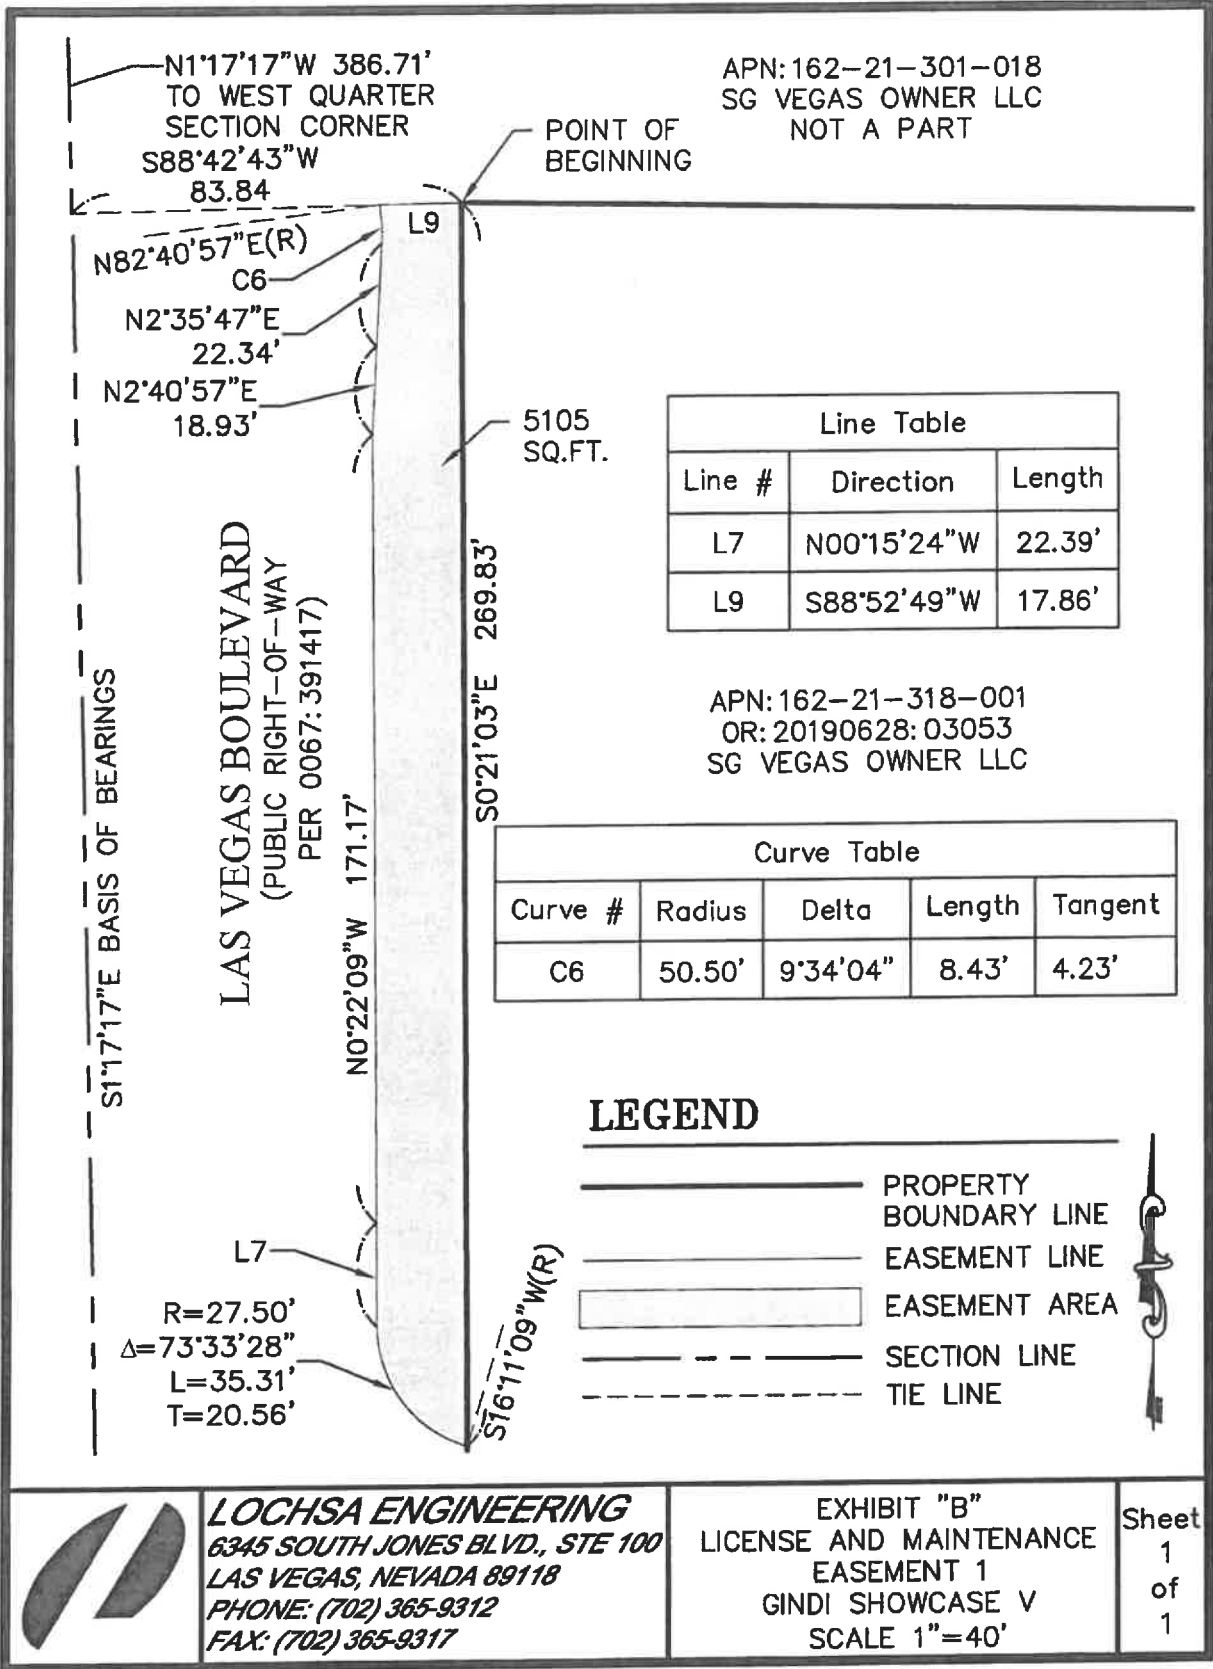 N1°17'17"W 386.71'
TO WEST QUARTER
SECTION CORNER
S88°42'43"W
83.84
APN:162-21-301-018
SG VEGAS OWNER LLC
NOT A PART
POINT OF
BEGINNING
L9
N82°40'57"E(R)
C6
N2°35'47"E
22.34'
N2°40'57"E
18.93'
5105
SQ.FT.
Line Table
Line # Direction Length
L7 N00°15'24"W 22.39'
L9 S88°52'49"W 17.86'
LAS VEGAS BOULEVARD
(PUBLIC RIGHT-OF-WAY
PER 0067:391417)
S0°21'03"E 269.83'
N0°22'09"W 171.17'
S1°17'17"E BASIS OF BEARINGS
APN:162-21-318-001
OR:20190628:03053
SG VEGAS OWNER LLC
Curve Table
Curve # Radius Delta Length Tangent
C6 50.50' 9°34'04" 8.43' 4.23'
LEGEND
PROPERTY
BOUNDARY LINE
EASEMENT LINE
EASEMENT AREA
SECTION LINE
TIE LINE
L7
R=27.50'
Δ=73°33'28"
L=35.31'
T=20.56'
S16°11'09"W(R)
LOCHSA ENGINEERING
6345 SOUTH JONES BLVD., STE 100
LAS VEGAS, NEVADA 89118
PHONE: (702) 365-9312
FAX: (702) 365-9317
EXHIBIT "B"
LICENSE AND MAINTENANCE
EASEMENT 1
GINDI SHOWCASE V
SCALE 1"=40'
Sheet
1
of
1